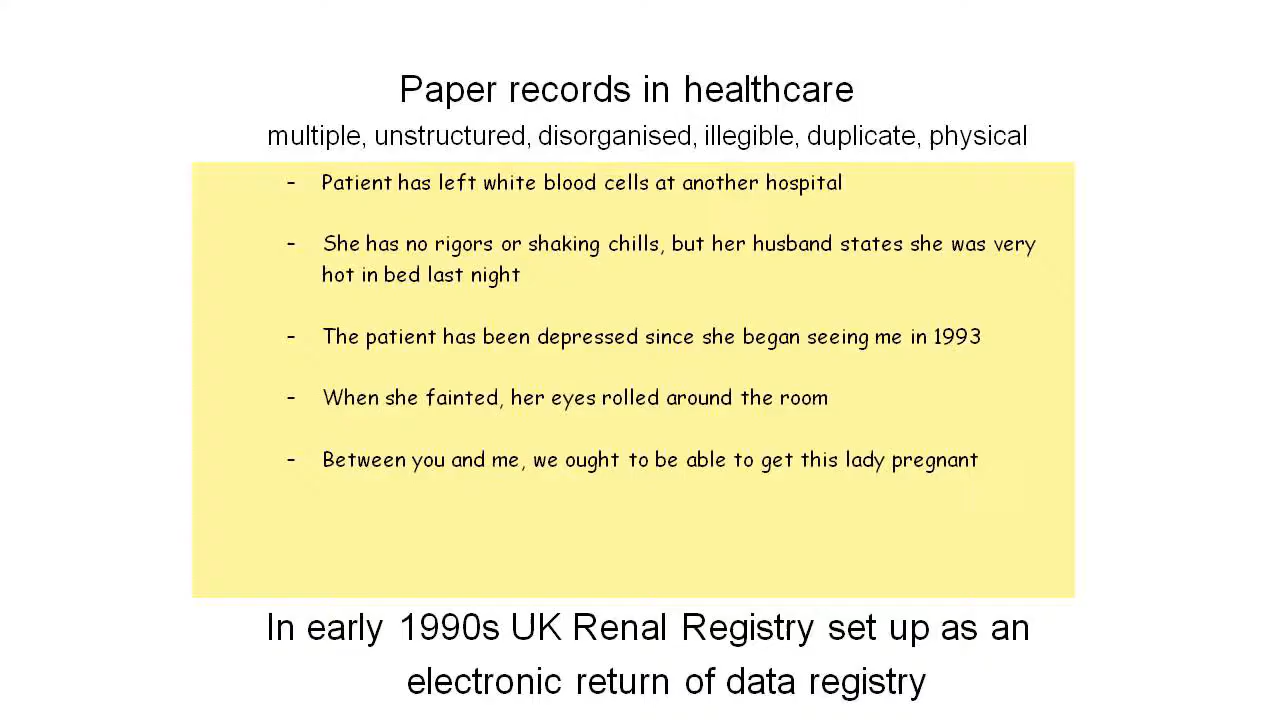 Paper records in healthcare
multiple, unstructured, disorganised, illegible, duplicate, physical
- Patient has left white blood cells at another hospital
- She has no rigors or shaking chills, but her husband states she was very
hot in bed last night
- The patient has been depressed since she began seeing me in 1993
- When she fainted, her eyes rolled around the room
- Between you and me, we ought to be able to get this lady pregnant
In early 1990s UK Renal Registry set up as an
electronic return of data registry